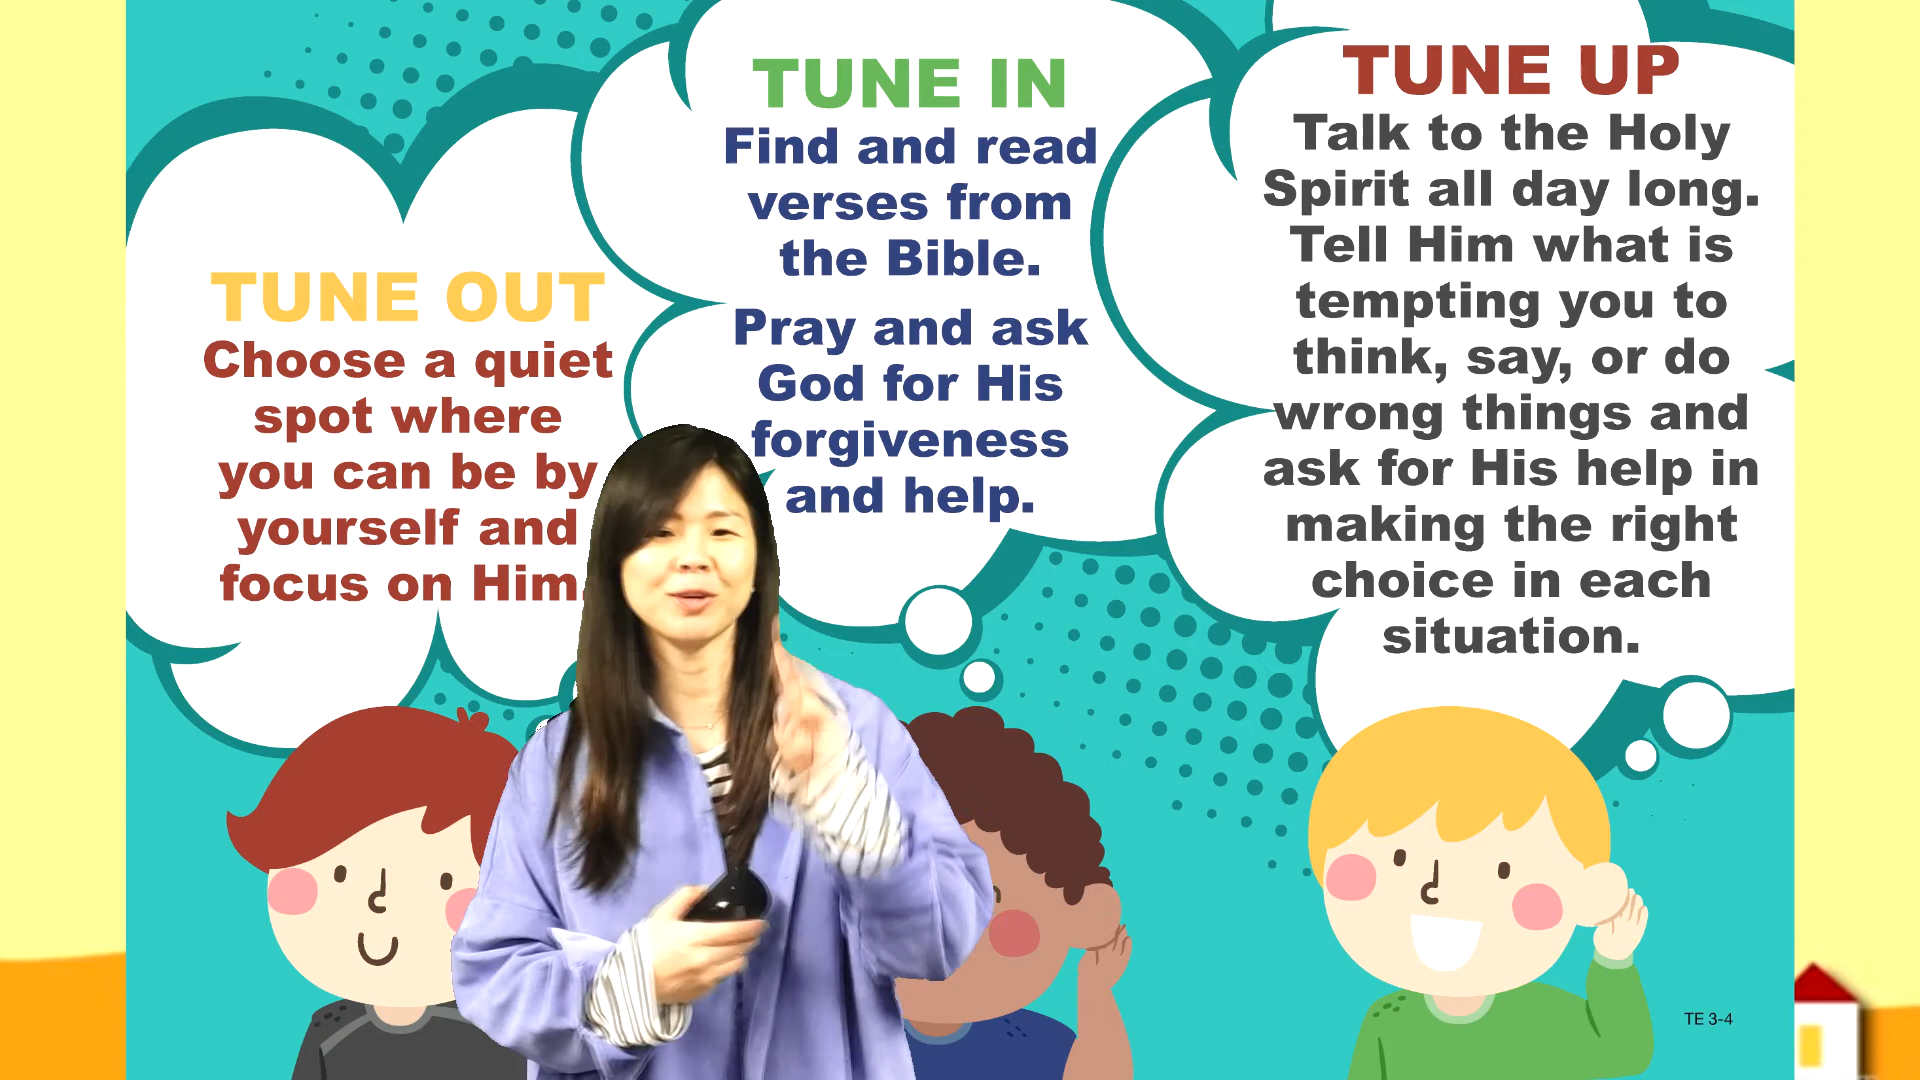 TUNE OUT
Choose a quiet
spot where
you can be by
yourself and
focus on Him.
TUNE IN
Find and read
verses from
the Bible.
Pray and ask
God for His
forgiveness
and help.
TUNE UP
Talk to the Holy
Spirit all day long.
Tell Him what is
tempting you to
think, say, or do
wrong things and
ask for His help in
making the right
choice in each
situation.
TE 3-4